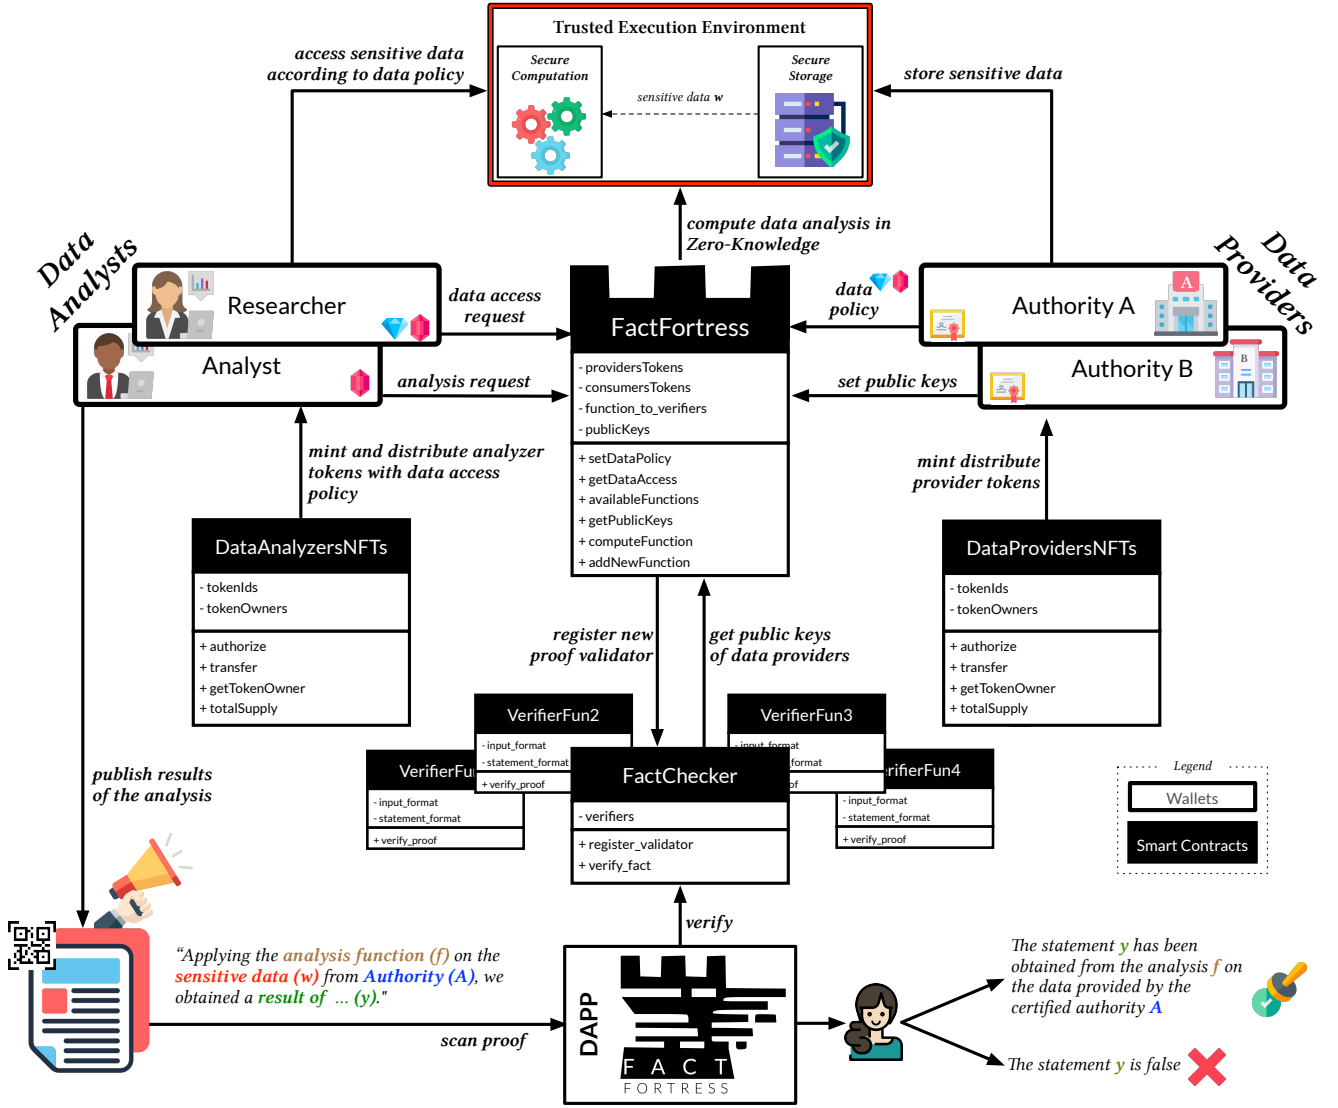 Trusted Execution Environment
Secure
Computation
Secure
Storage
sensitive data w
access sensitive data
according to data policy
store sensitive data
compute data analysis in
Zero-Knowledge
Data
Analysts
Data
Providers
Researcher
Analyst
data access
request
analysis request
FactFortress
- providersTokens
- consumersTokens
- function_to_verifiers
- publicKeys
+ setDataPolicy
+ getDataAccess
+ availableFunctions
+ getPublicKeys
+ computeFunction
+ addNewFunction
data
policy
set public keys
Authority A
A
Authority B
B
mint and distribute analyzer
tokens with data access
policy
mint distribute
provider tokens
DataAnalyzersNFTs
- tokenIds
- tokenOwners
+ authorize
+ transfer
+ getTokenOwner
+ totalSupply
DataProvidersNFTs
- tokenIds
- tokenOwners
+ authorize
+ transfer
+ getTokenOwner
+ totalSupply
register new
proof validator
get public keys
of data providers
VerifierFun2
- input_format
- statement_format
+ verify_proof
VerifierFun3
- input_format
VerifierFu
- input_format
- statement_format
+ verify_proof
erifierFun4
- input_format
- statement_format
+ verify_proof
FactChecker
- verifiers
+ register_validator
+ verify_fact
Legend
Wallets
Smart Contracts
publish results
of the analysis
verify
“Applying the analysis function (f) on the
sensitive data (w) from Authority (A), we
obtained a result of ... (y)."
scan proof
DAPP
FACT
FORTRESS
The statement y has been
obtained from the analysis f on
the data provided by the
certified authority A
The statement y is false